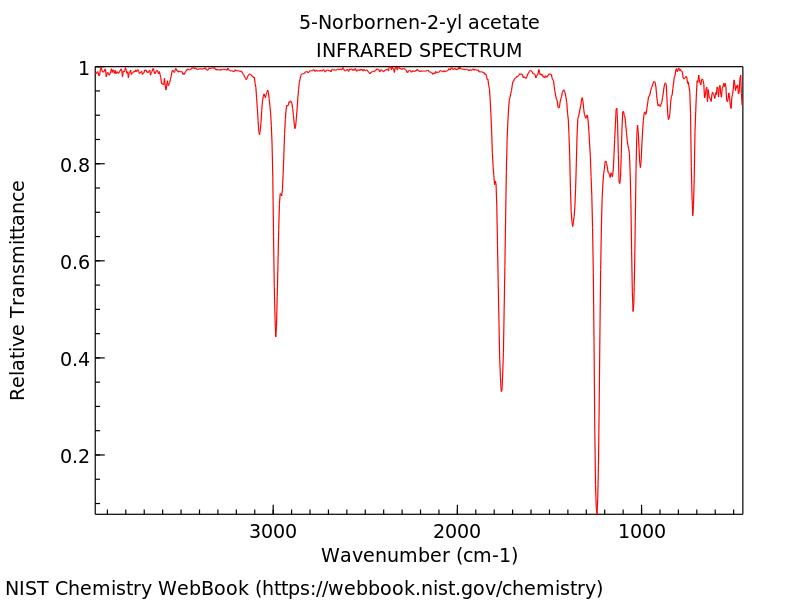 5-Norbornen-2-yl acetate
INFRARED SPECTRUM
1
0.8
0.6
0.4
0.2
Relative Transmittance
3000 2000 1000
Wavenumber (cm-1)
NIST Chemistry WebBook (https://webbook.nist.gov/chemistry)